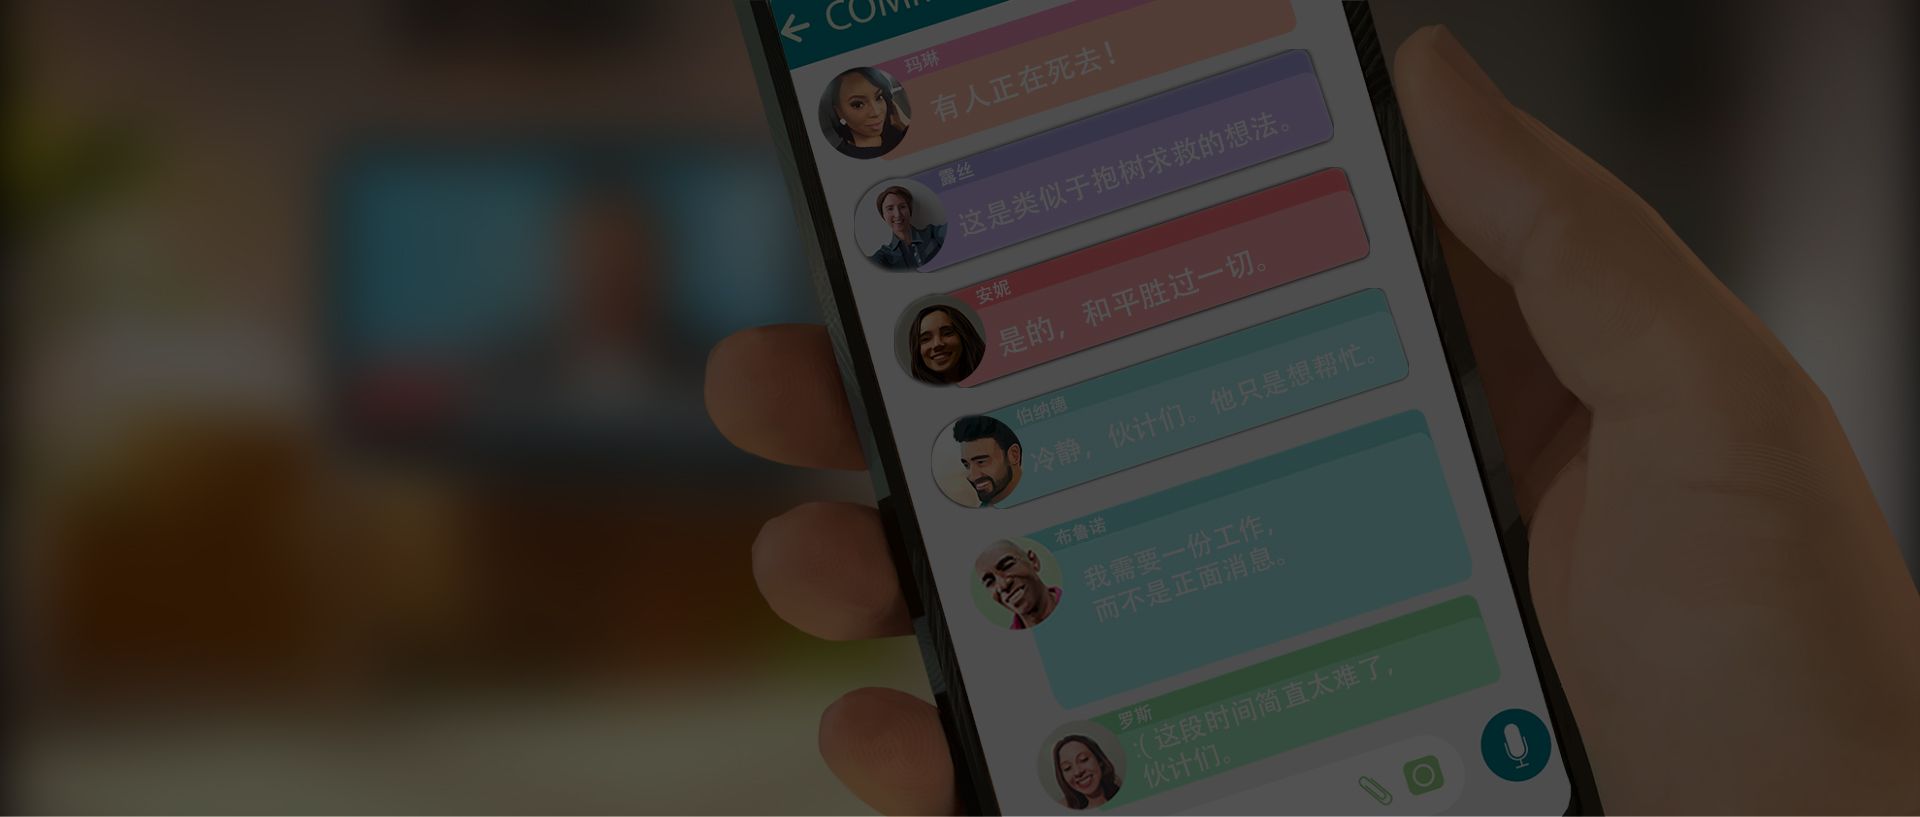 玛琳
有人正在死去！
露丝
这是类似于抱树求救的想法。
安妮
是的，和平胜过一切。
伯纳德
冷静，伙计们。他只是想帮忙。
布鲁诺
我需要一份工作，
而不是正面消息。
罗斯
:( 这段时间简直太难了，
伙计们。